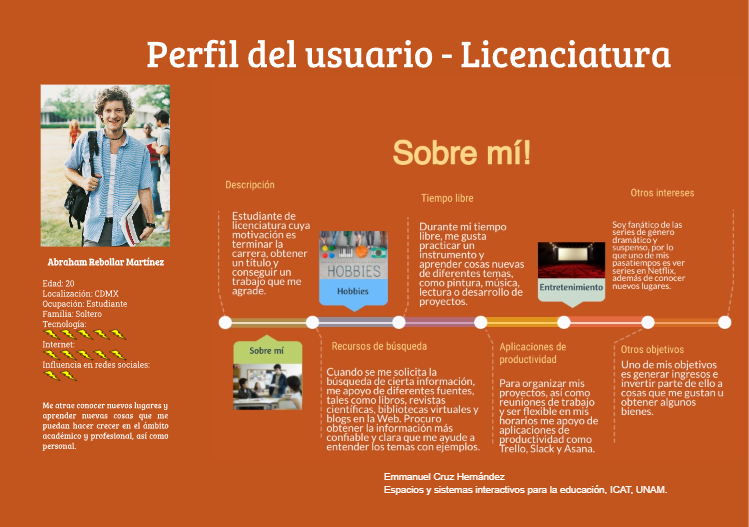 Perfil del usuario - Licenciatura
Sobre mí!
Abraham Rebollar Martínez
Edad: 20
Localización: CDMX
Ocupación: Estudiante
Familia: Soltero
Tecnología:
Internet:
Influencia en redes sociales:
Me atrae conocer nuevos lugares y
aprender nuevas cosas que me
puedan hacer crecer en el ámbito
académico y profesional, así como
personal.
Descripción
Estudiante de
licenciatura cuya
motivación es
terminar la
carrera, obtener
un título y
conseguir un
trabajo que me
agrade.
HOBBIES
Hobbies
Tiempo libre
Durante mi tiempo
libre, me gusta
practicar un
instrumento y
aprender cosas nuevas
de diferentes temas,
como pintura, música,
lectura o desarrollo de
proyectos.
Entretenimiento
Otros intereses
Soy fanático de las
series de género
dramático y
suspenso, por lo
que uno de mis
pasatiempos es ver
series en Netflix,
además de conocer
nuevos lugares.
Sobre mí
Recursos de búsqueda
Cuando se me solicita la
búsqueda de cierta información,
me apoyo de diferentes fuentes,
tales como libros, revistas
científicas, bibliotecas virtuales y
blogs en la Web. Procuro
obtener la información más
confiable y clara que me ayude a
entender los temas con ejemplos.
Aplicaciones de
productividad
Para organizar mis
proyectos, así como
reuniones de trabajo
y ser flexible en mis
horarios me apoyo de
aplicaciones de
productividad como
Trello, Slack y Asana.
Otros objetivos
Uno de mis objetivos
es generar ingresos e
invertir parte de ello a
cosas que me gustan u
obtener algunos
bienes.
Emmanuel Cruz Hernández
Espacios y sistemas interactivos para la educación, ICAT, UNAM.